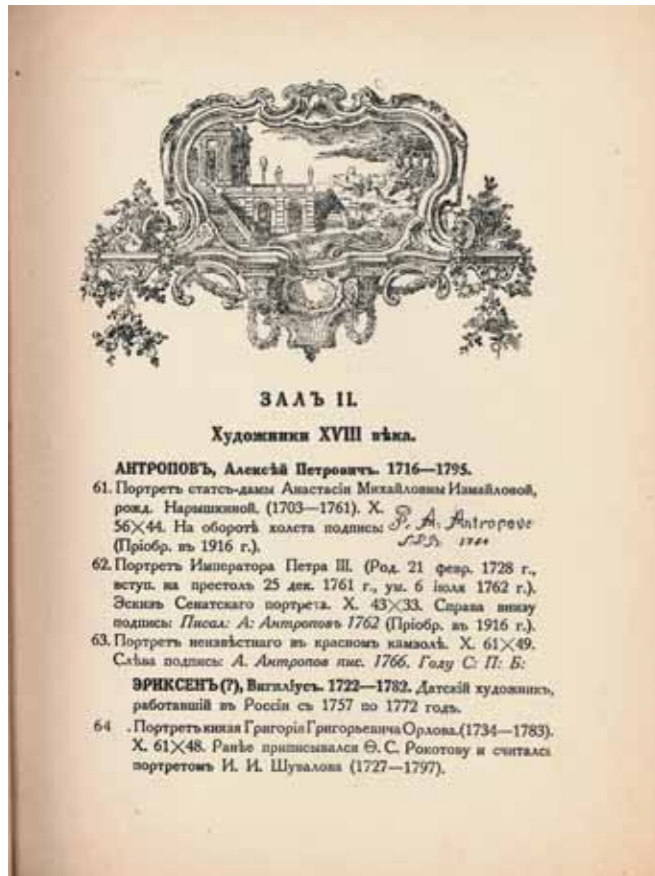 ЗАЛЪ II.
Художники XVIII вѣка.
АНТРОПОВЪ, Алексѣй Петровичъ. 1716—1795.
61. Портретъ статсъ-дамы Анастасіи Михайловны Измайловой,
рожд. Нарышкиной. (1703—1761). Х.
56×44. На оборотѣ холста подпись: P. A. Antropove
(Пріобр. въ 1916 г.).
62. Портретъ Императора Петра III. (Род. 21 февр. 1728 г.,
вступ. на престолъ 25 дек. 1761 г., ум. 6 іюля 1762 г.).
Эскизъ Сенатскаго портрета. Х. 43×33. Справа внизу
подпись: Писал: А: Антроповъ 1762 (Пріобр. въ 1916 г.).
63. Портретъ неизвѣстнаго въ красномъ камзолѣ. Х. 61×49.
Слѣва подпись: А. Антропов пис. 1766. Году С: П: Б:
ЭРИКСЕНЪ(?), Вигиліусъ. 1722—1782. Датскій художникъ,
работавшій въ Россіи съ 1757 по 1772 годъ.
64 . Портретъ князя Григорія Григорьевича Орлова.(1734—1783).
Х. 61×48. Ранѣе приписывался Ѳ. С. Рокотову и считался
портретомъ И. И. Шувалова (1727—1797).